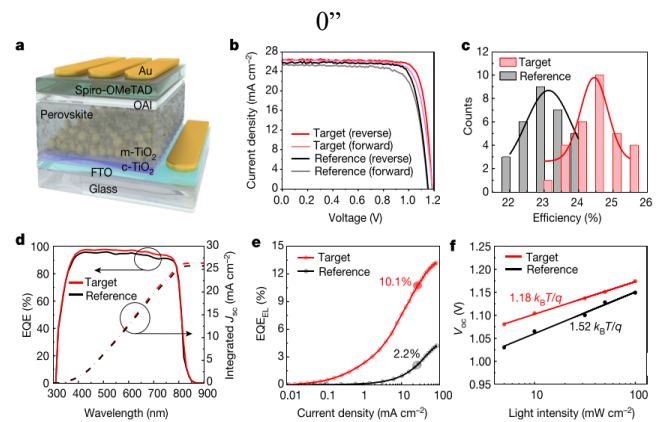 0”
a
Au
Spiro-OMeTAD
OAI
Perovskite
m-TiO2
c-TiO2
FTO
Glass
b
Current density (mA cm–2)
28
24
20
16
12
8
4
0
Target (reverse)
Target (forward)
Reference (reverse)
Reference (forward)
0.0 0.2 0.4 0.6 0.8 1.0 1.2
Voltage (V)
c
Counts
12
10
8
6
4
2
0
Target
Reference
22 23 24 25 26
Efficiency (%)
d
EQE (%)
100
80
60
40
20
0
Target
Reference
30
25
20
15
10
5
0
Integrated Jsc (mA cm–2)
300 400 500 600 700 800 900
Wavelength (nm)
e
EQEEL
15
12
9
6
3
0
Target
Reference
10.1%
2.2%
0.01 0.1 1 10 100
Current density (mA cm–2)
f
Voc (V)
1.25
1.20
1.15
1.10
1.05
1.00
0.95
Target
Reference
1.18 kBT/q
1.52 kBT/q
10 100
Light intensity (mW cm–2)